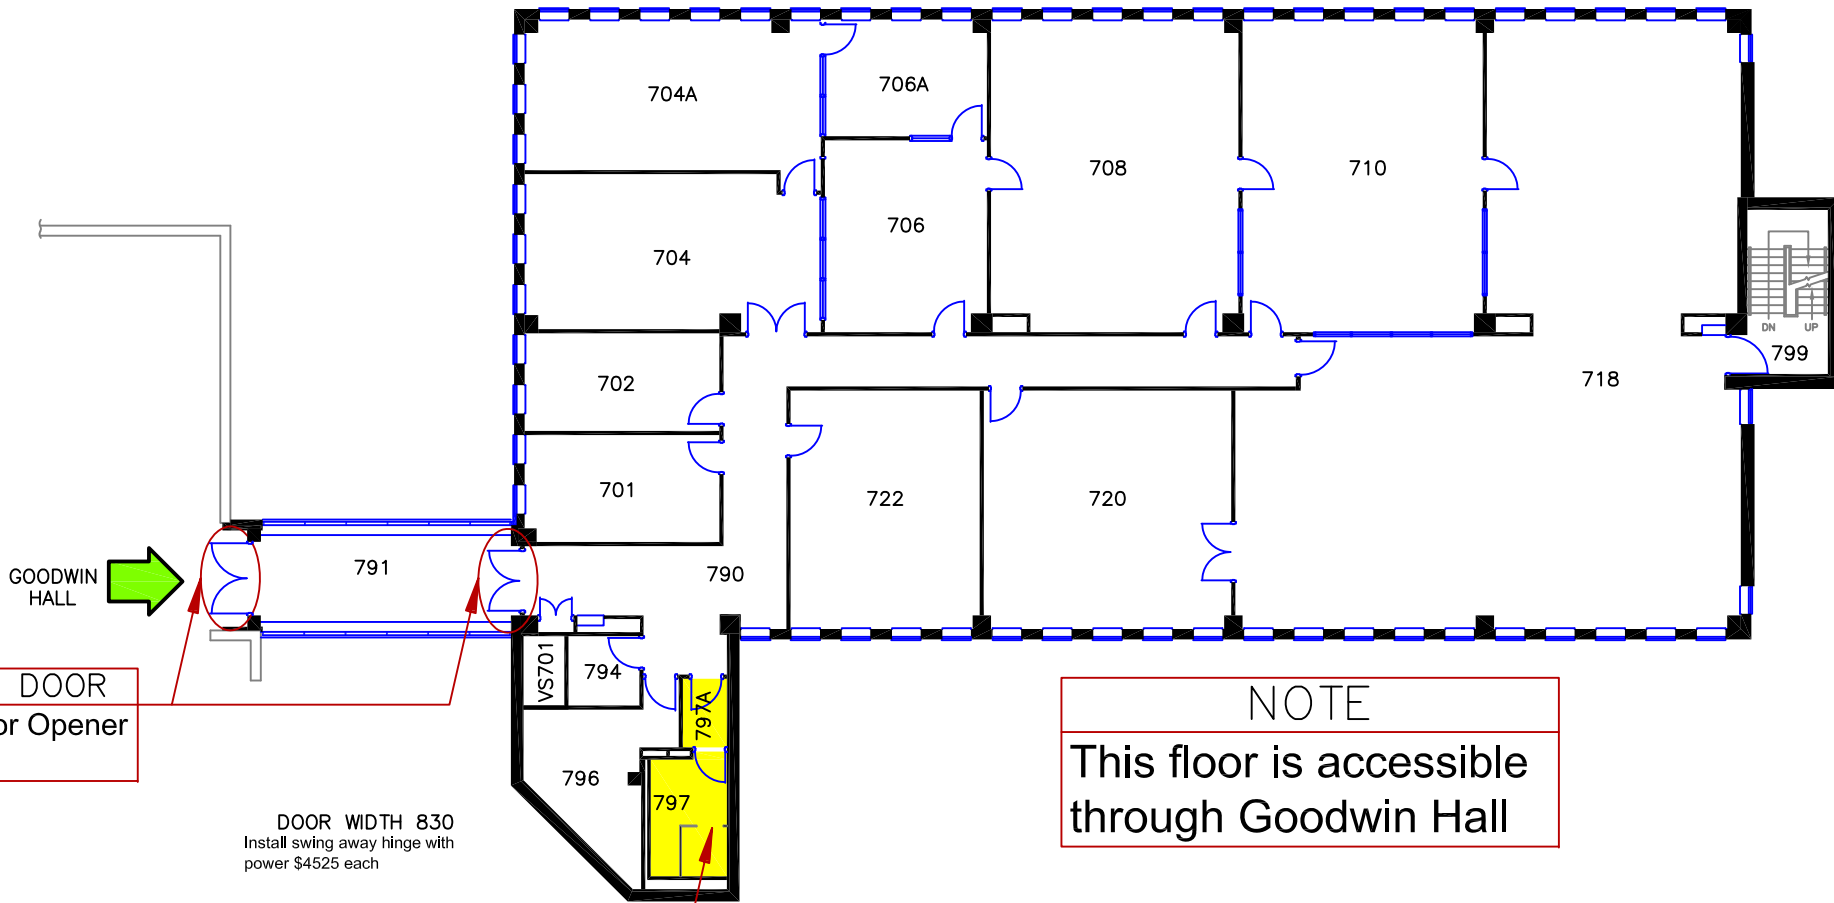 704A
706A
708
710
706
704
DN
UP
799
702
718
701
722
720
GOODWIN
HALL
791
790
VS701
794
DOOR
or Opener
797A
NOTE
This floor is accessible
through Goodwin Hall
796
797
DOOR WIDTH 830
Install swing away hinge with
power $4525 each